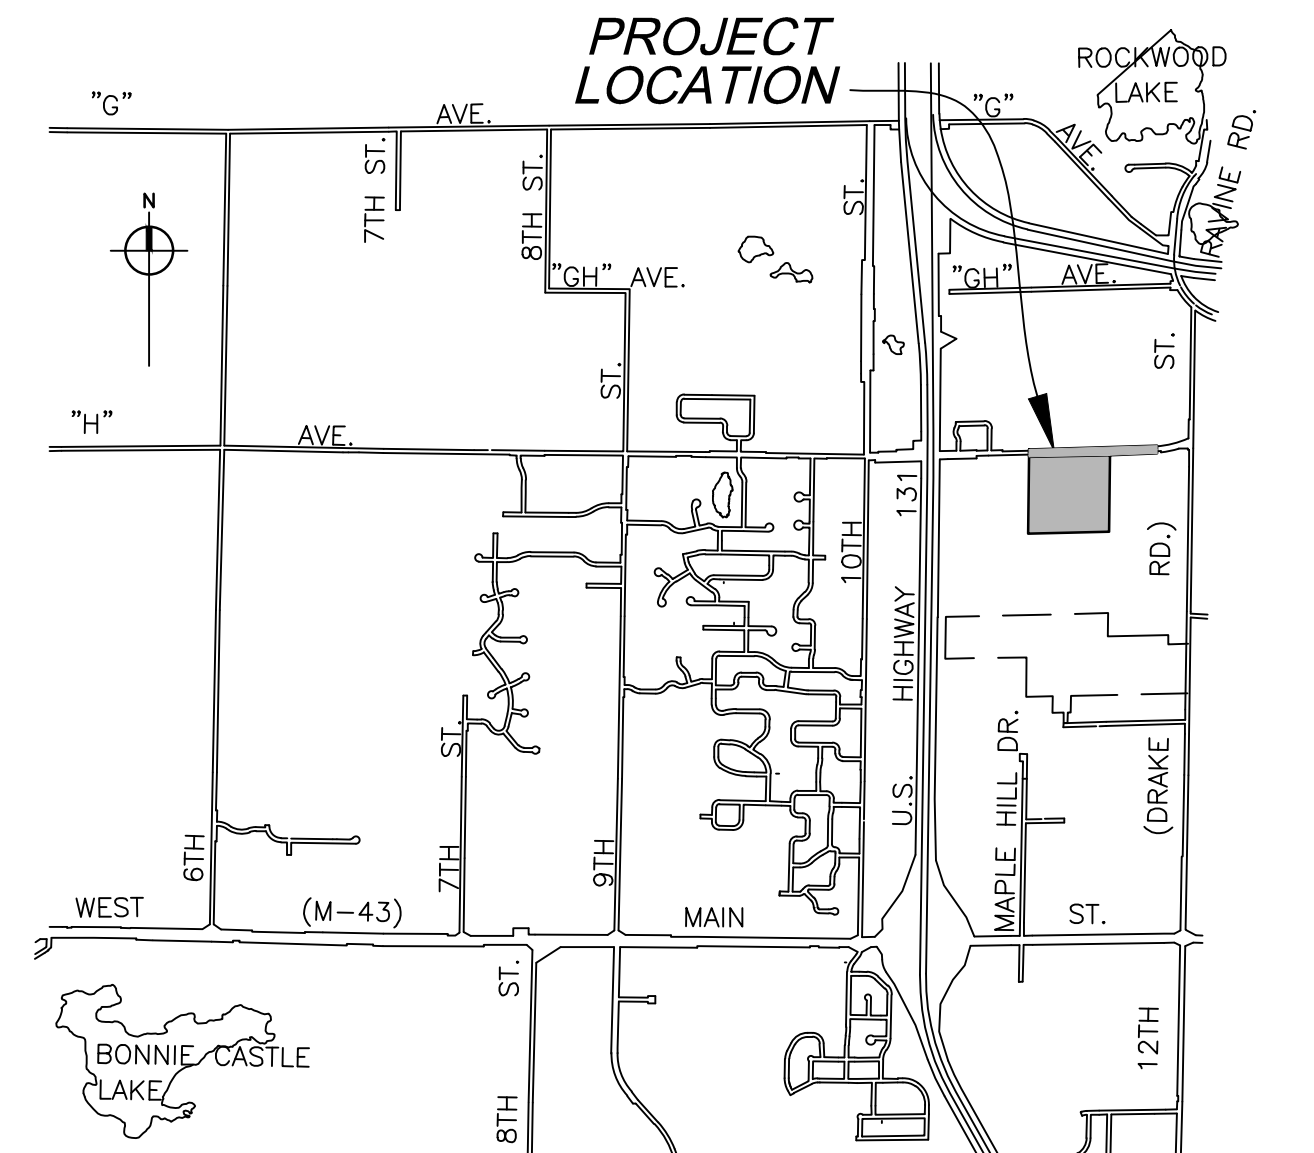 PROJECT
LOCATION
ROCKWOOD
LAKE
"G"
AVE.
"G"
AVE.
RAVINE RD.
7TH ST.
8TH ST.
ST.
N
"GH" AVE.
"GH" AVE.
ST.
ST.
"H"
AVE.
10TH
U.S. HIGHWAY 131
RD.)
(DRAKE
MAPLE HILL DR.
ST.
6TH
7TH
9TH
WEST
(M-43)
MAIN
ST.
ST.
8TH
12TH
BONNIE CASTLE
LAKE